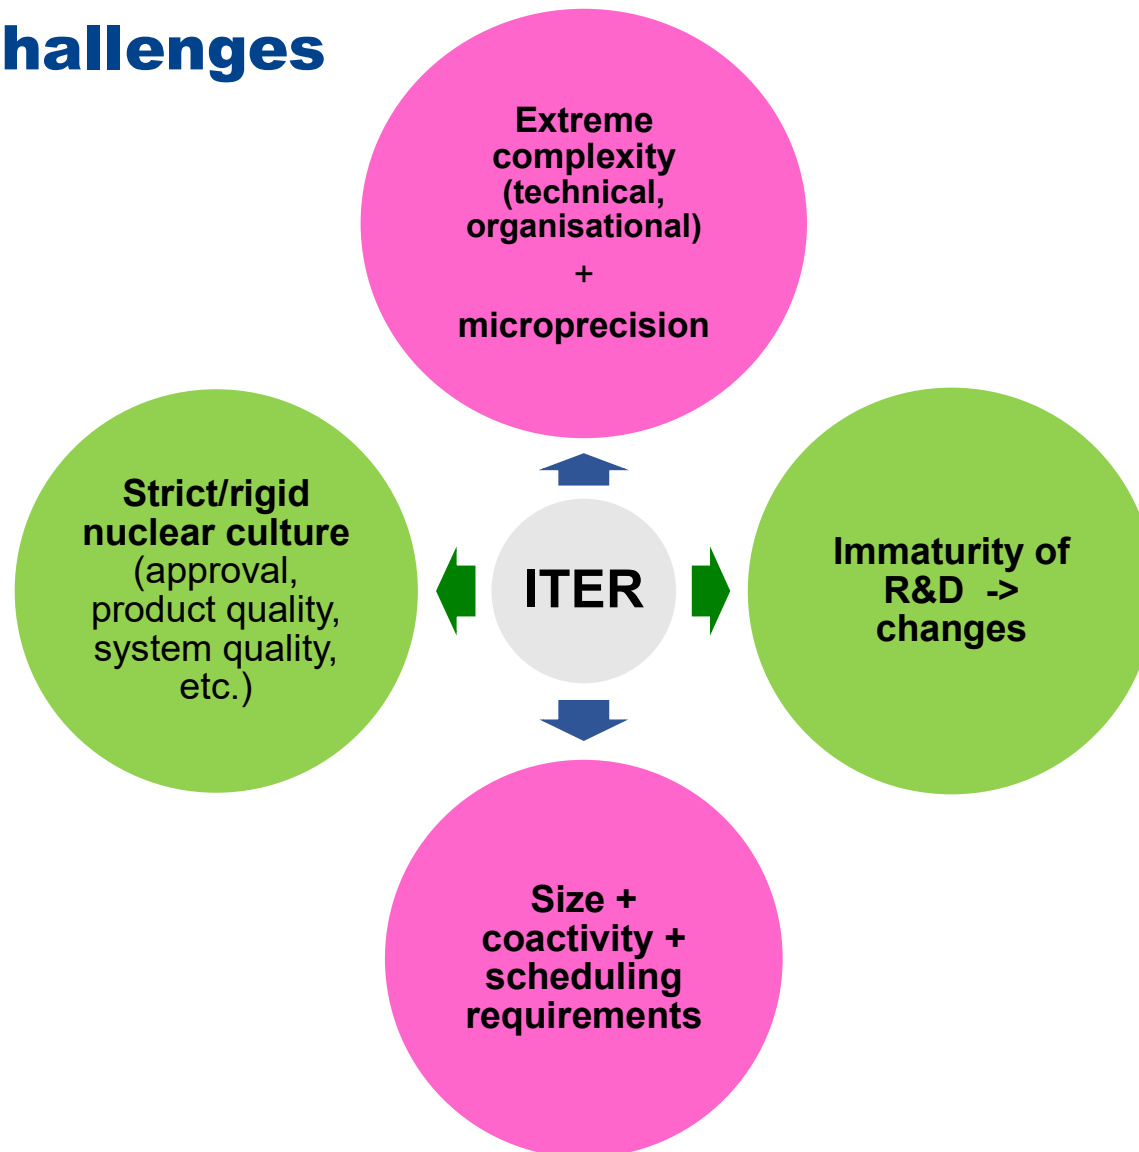 hallenges
Extreme
complexity
(technical,
organisational)
+
microprecision
Strict/rigid
nuclear culture
(approval,
product quality,
system quality,
etc.)
ITER
Immaturity of
R&D -> 
changes
Size +
coactivity +
scheduling
requirements